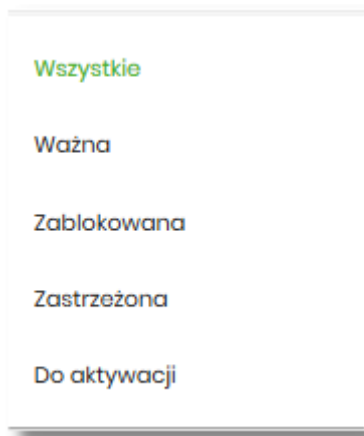 Wszystkie
Ważna
Zablokowana
Zastrzeżona
Do aktywacji